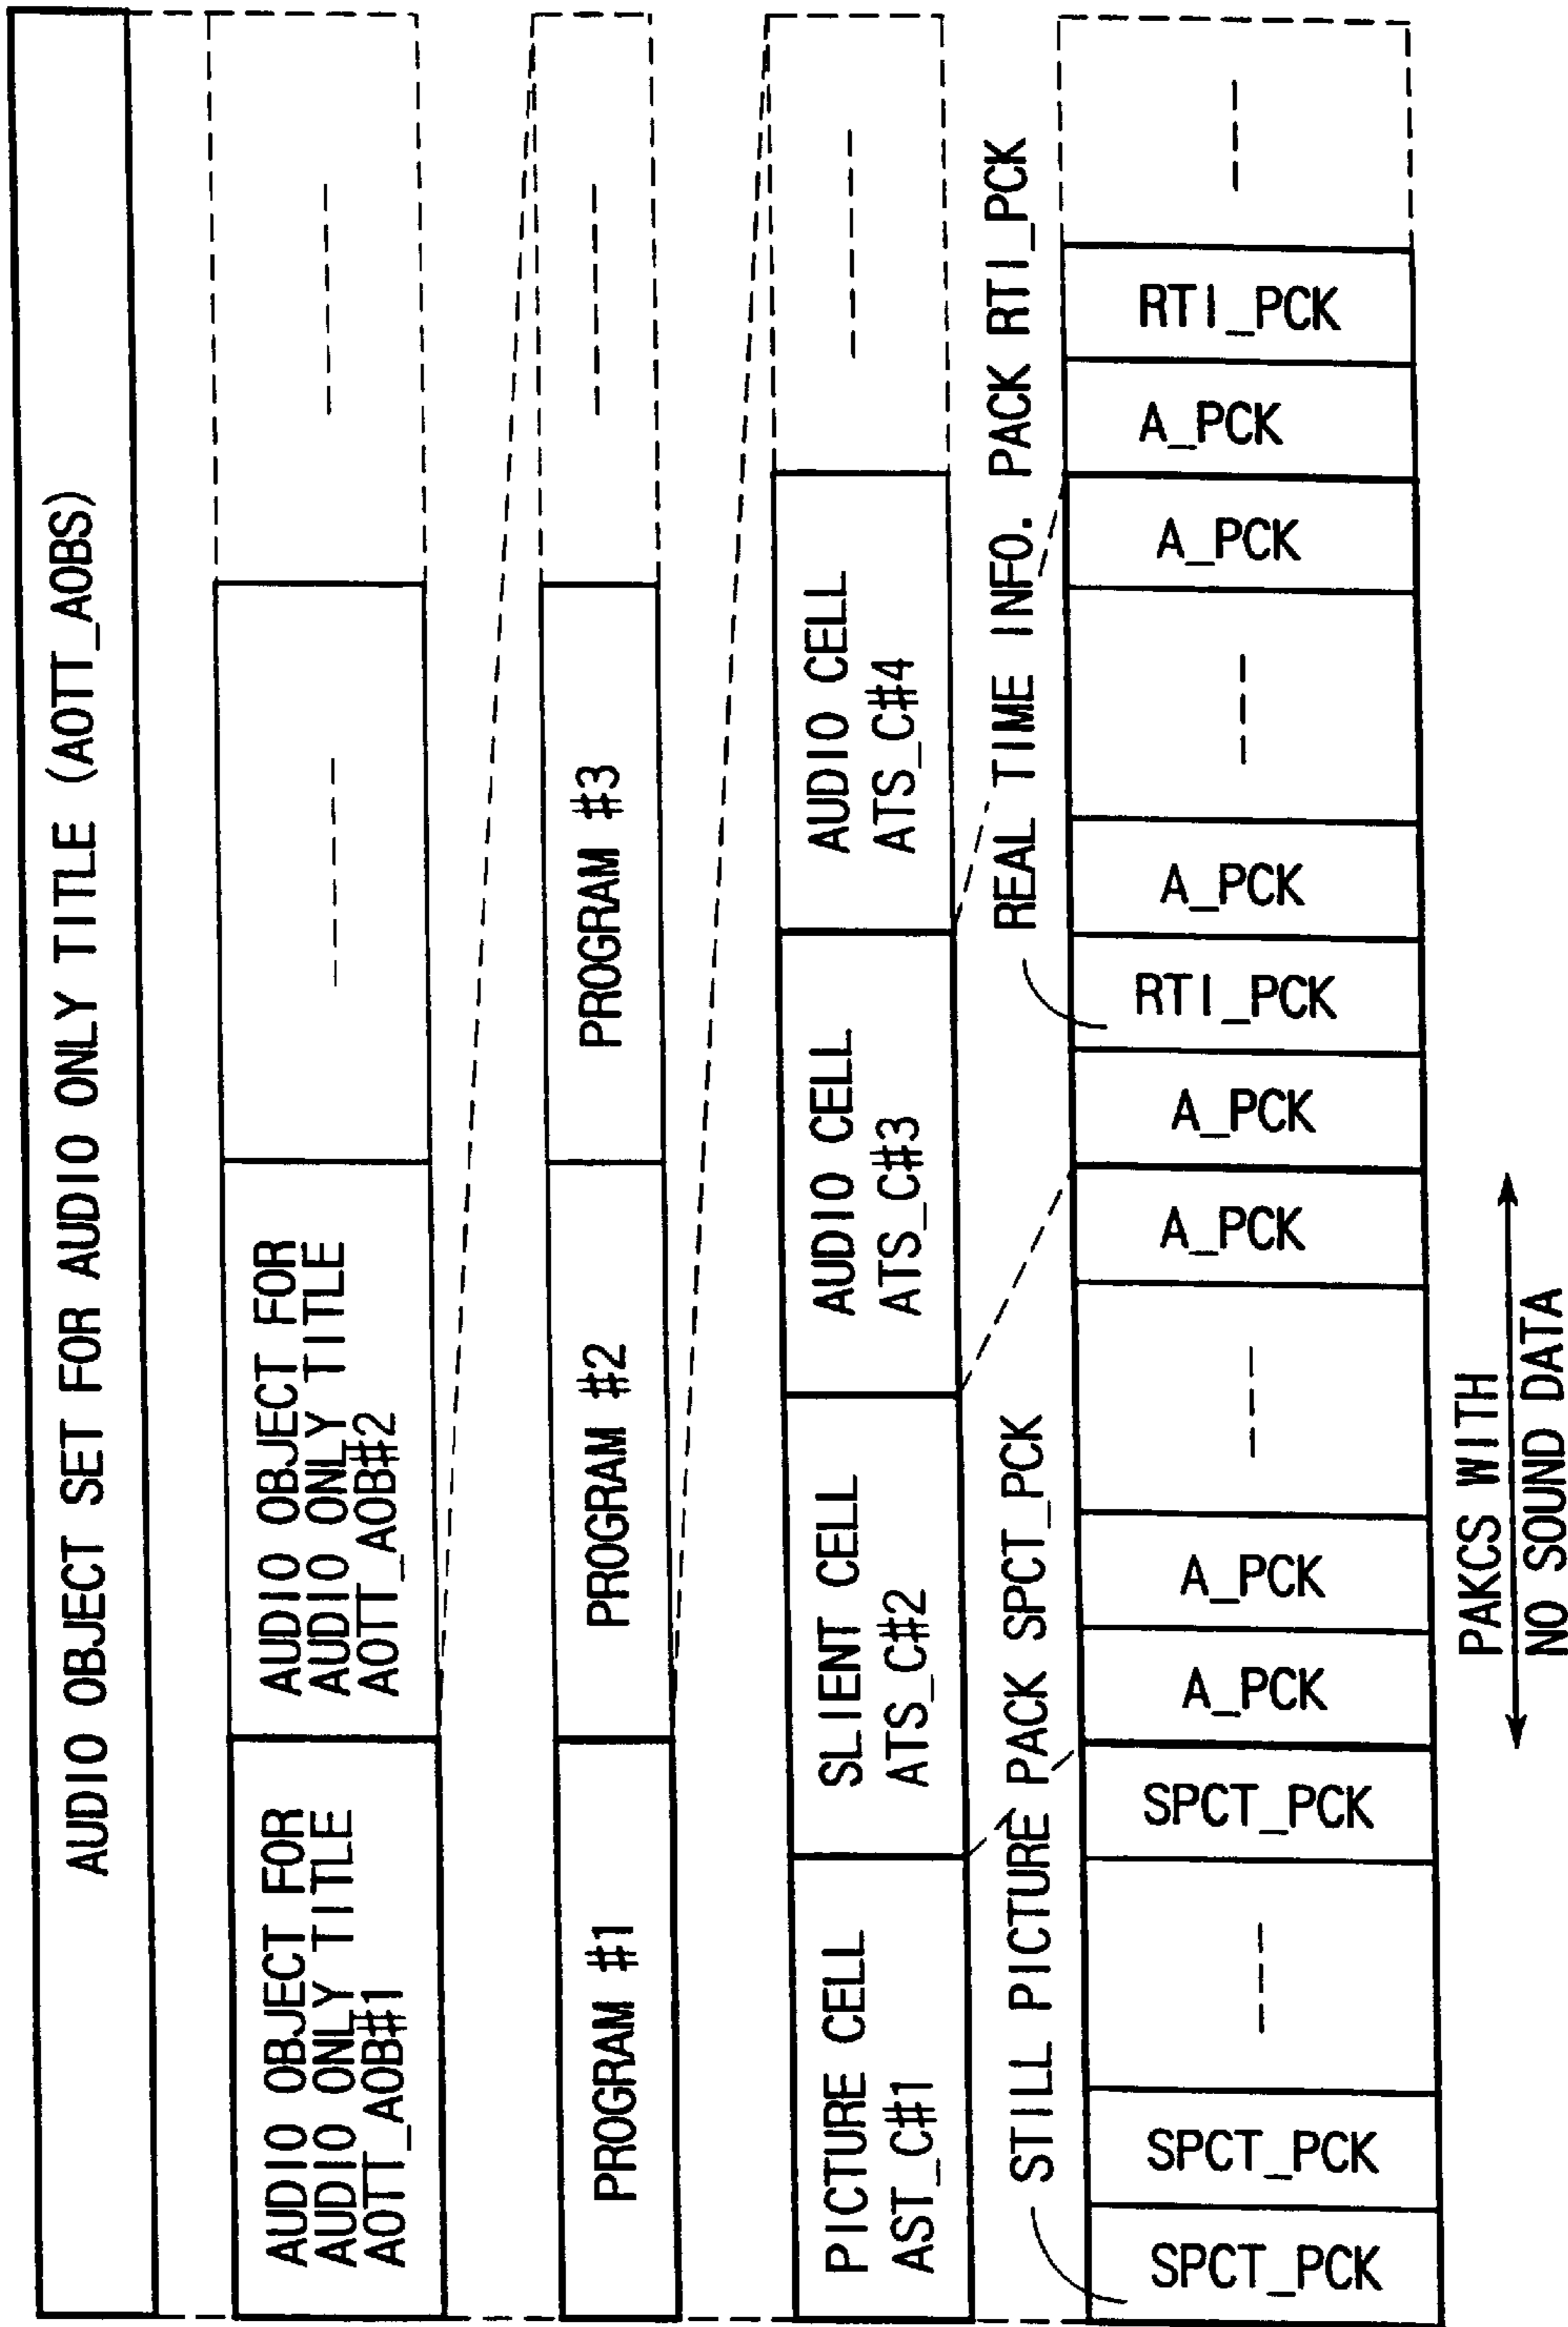 AUDIO OBJECT SET FOR AUDIO ONLY TITLE (AOTT_AOBS)
AUDIO OBJECT FOR
AUDIO ONLY TITLE
AOTT_AOB#1
AUDIO OBJECT FOR
AUDIO ONLY TITLE
AOTT_AOB#2
PROGRAM #1
PROGRAM #2
PROGRAM #3
PICTURE CELL
AST_C#1
SLIENT CELL
ATS_C#2
AUDIO CELL
ATS_C#3
AUDIO CELL
ATS_C#4
STILL PICTURE PACK SPCT_PCK
REAL TIME INFO. PACK RTI_PCK
SPCT_PCK
SPCT_PCK
SPCT_PCK
A_PCK
A_PCK
A_PCK
A_PCK
RTI_PCK
A_PCK
A_PCK
A_PCK
RTI_PCK
PAKCS WITH
NO SOUND DATA